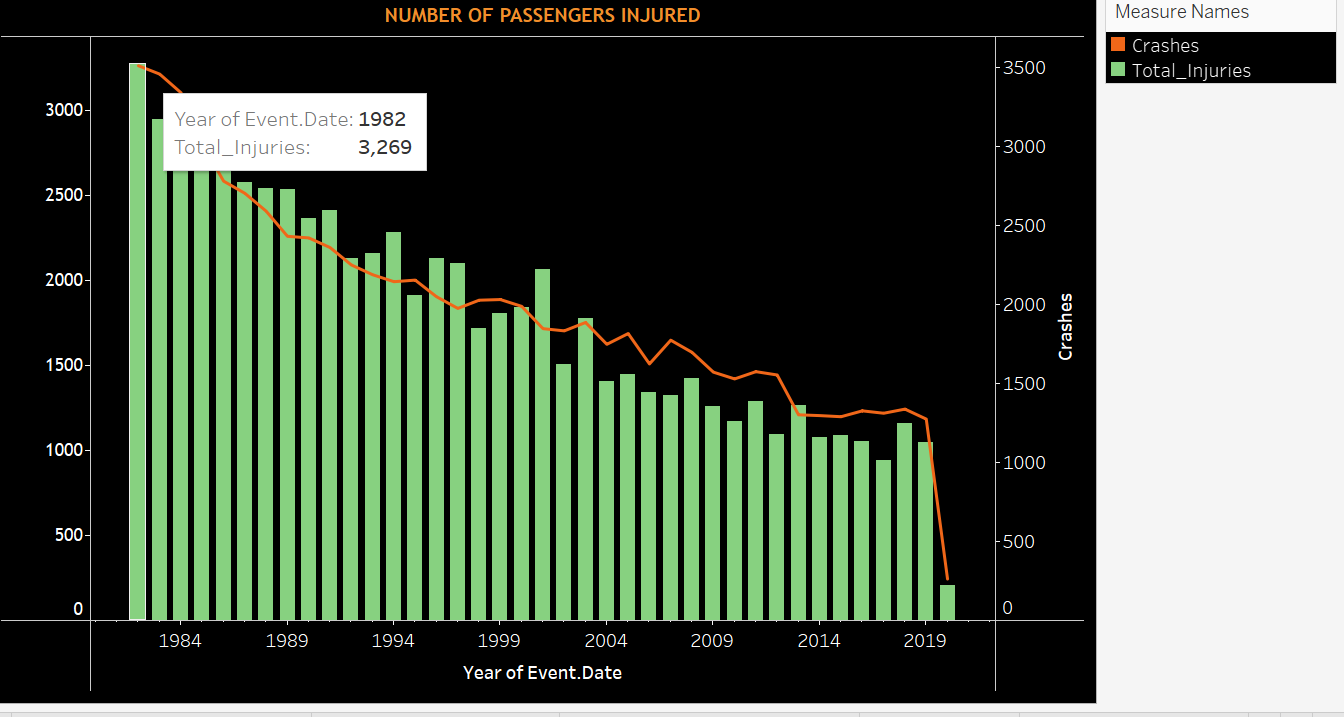 NUMBER OF PASSENGERS INJURED
Measure Names
Crashes
Total_Injuries
Year of Event.Date: 1982
Total_Injuries: 3,269
3000
2500
2000
1500
1000
500
0
3500
3000
2500
2000
1500
1000
500
0
Crashes
1984 1989 1994 1999 2004 2009 2014 2019
Year of Event.Date